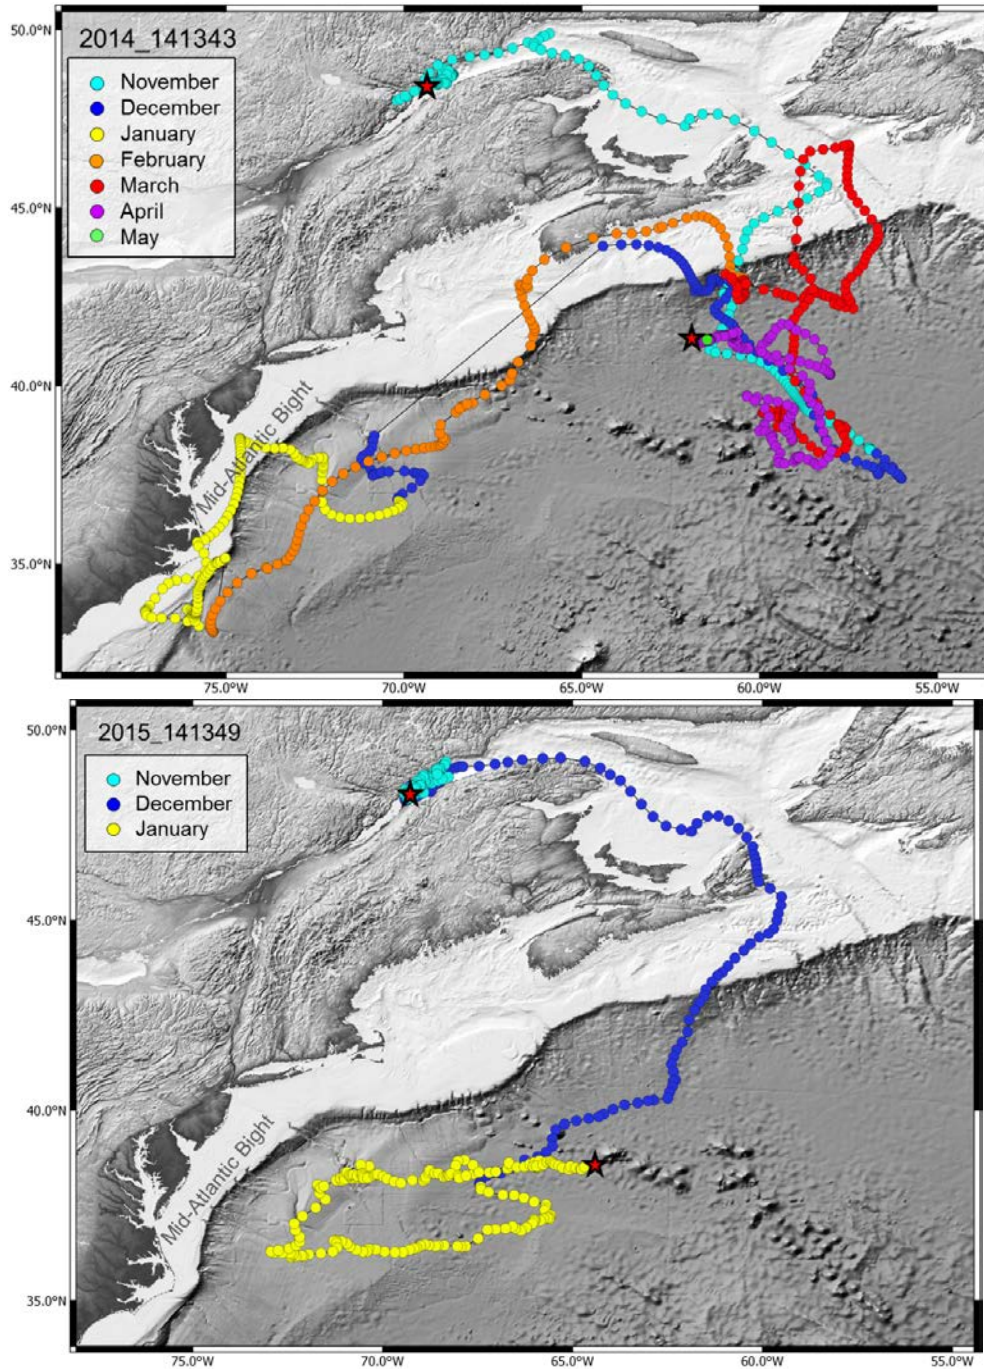 2014_141343
November
December
January
February
March
April
May
50.0°N
45.0°N
40.0°N
35.0°N
Mid-Atlantic Bight
75.0°W
70.0°W
65.0°W
60.0°W
55.0°W
2015_141349
November
December
January
50.0°N
45.0°N
40.0°N
35.0°N
Mid-Atlantic Bight
75.0°W
70.0°W
65.0°W
60.0°W
55.0°W